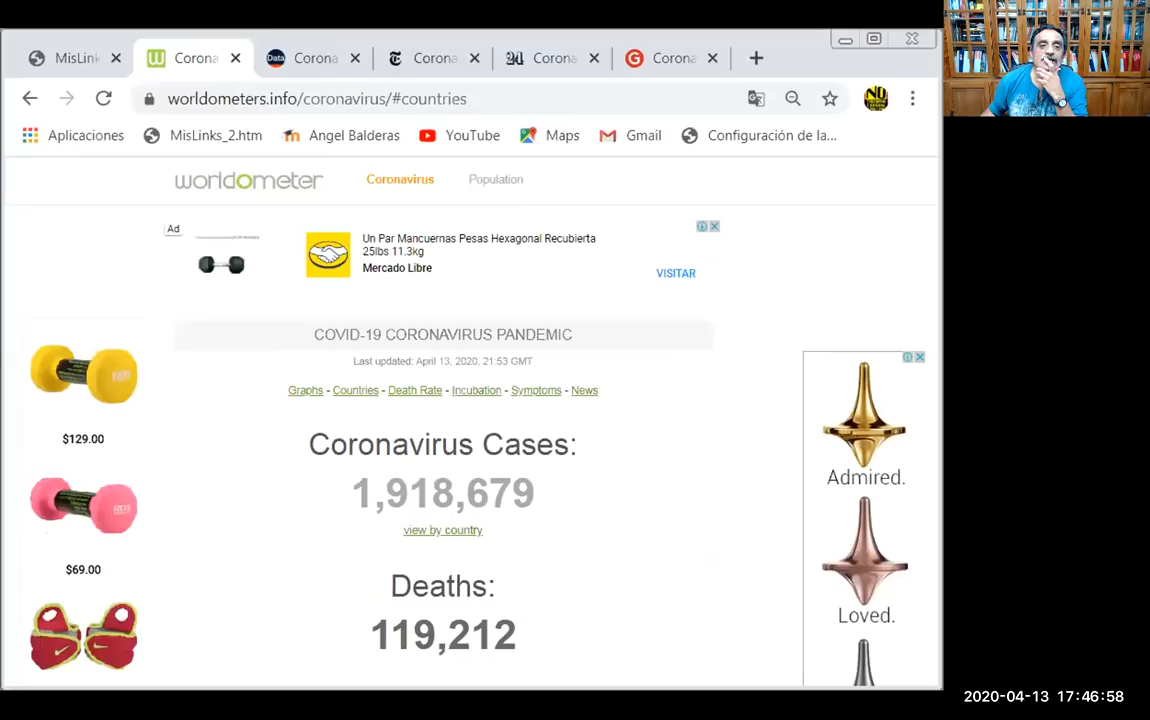 MisLink
Corona
Data
Corona
Corona
Corona
Corona
worldometers.info/coronavirus/#countries
NO
Aplicaciones
MisLinks_2.htm
Angel Balderas
YouTube
Maps
Gmail
Configuración de la...
worldometer
Coronavirus
Population
Ad
Un Par Mancuernas Pesas Hexagonal Recubierta
25lbs 11.3kg
Mercado Libre
VISITAR
COVID-19 CORONAVIRUS PANDEMIC
Last updated: April 13, 2020, 21:53 GMT
Graphs - Countries - Death Rate - Incubation - Symptoms - News
$129.00
Coronavirus Cases:
1,918,679
view by country
Admired.
$69.00
Deaths:
119,212
Loved.
2020-04-13 17:46:58